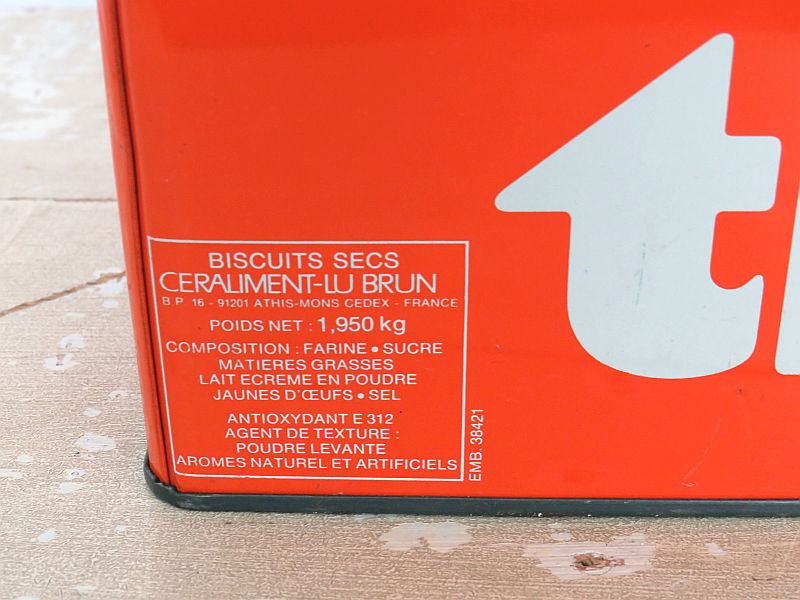 BISCUITS SECS
CERALIMENT-LU BRUN
B.P. 16 - 91201 ATHIS-MONS CEDEX - FRANCE
POIDS NET : 1,950 kg
COMPOSITION : FARINE • SUCRE
MATIERES GRASSES
LAIT ECREME EN POUDRE
JAUNES D'ŒUFS • SEL
ANTIOXYDANT E 312
AGENT DE TEXTURE :
POUDRE LEVANTE
AROMES NATUREL ET ARTIFICIELS
EMB. 38421
t